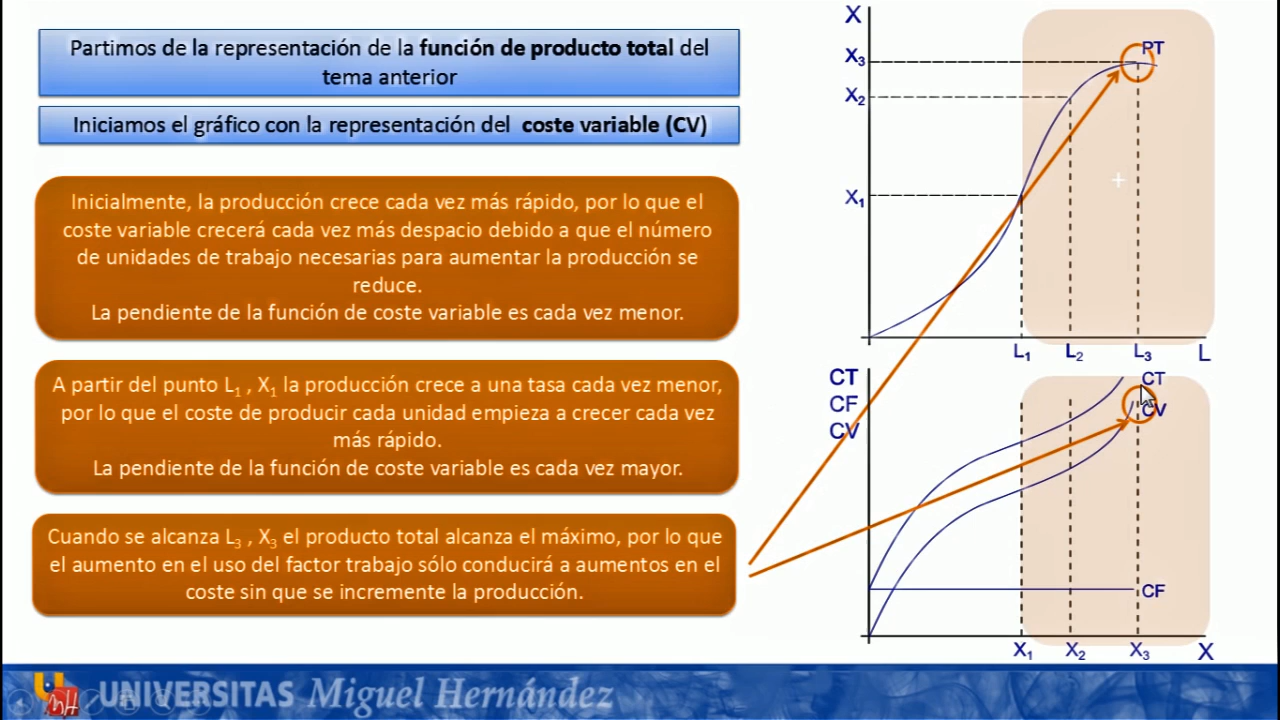 Partimos de la representación de la función de producto total del
tema anterior
Iniciamos el gráfico con la representación del coste variable (CV)
Inicialmente, la producción crece cada vez más rápido, por lo que el
coste variable crecerá cada vez más despacio debido a que el número
de unidades de trabajo necesarias para aumentar la producción se
reduce.
La pendiente de la función de coste variable es cada vez menor.
A partir del punto L₁ , X₁ la producción crece a una tasa cada vez menor,
por lo que el coste de producir cada unidad empieza a crecer cada vez
más rápido.
La pendiente de la función de coste variable es cada vez mayor.
Cuando se alcanza L₃ , X₃ el producto total alcanza el máximo, por lo que
el aumento en el uso del factor trabajo sólo conducirá a aumentos en el
coste sin que se incremente la producción.
X
PT
X₃
X₂
X₁
L₁ L₂ L₃ L
CT
CF
CV
CT
CV
CF
X₁ X₂ X₃ X
UNIVERSITAS Miguel Hernández